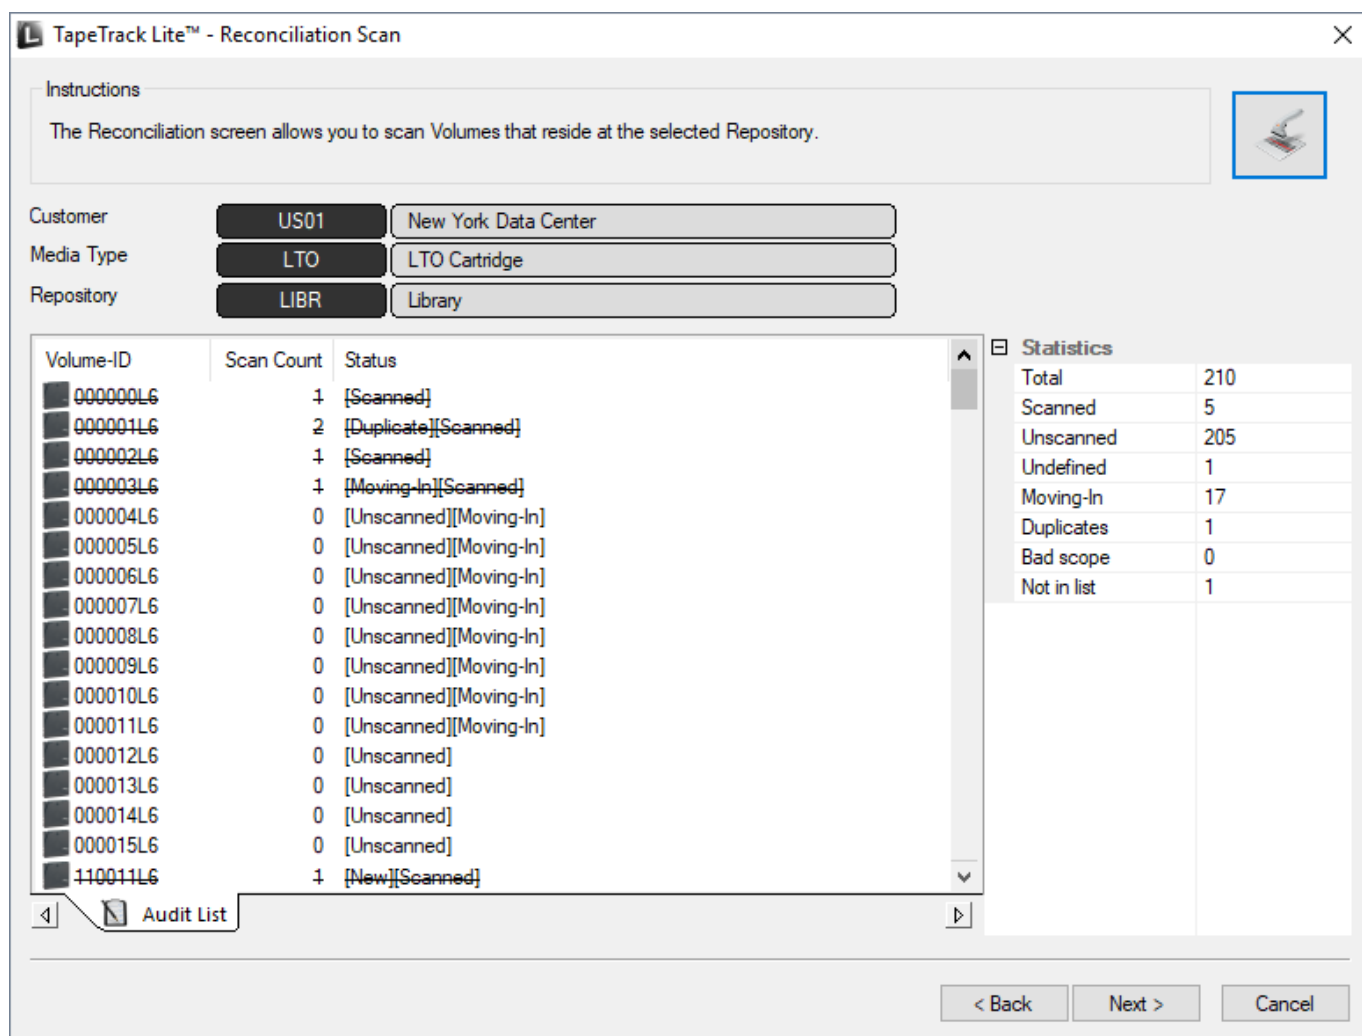 TapeTrack Lite™ - Reconciliation Scan
Instructions
The Reconciliation screen allows you to scan Volumes that reside at the selected Repository.
Customer US01 New York Data Center
Media Type LTO LTO Cartridge
Repository LIBR Library
Volume-ID Scan Count Status
000000L6 1 [Scanned]
000001L6 2 [Duplicate][Scanned]
000002L6 1 [Scanned]
000003L6 1 [Moving-In][Scanned]
000004L6 0 [Unscanned][Moving-In]
000005L6 0 [Unscanned][Moving-In]
000006L6 0 [Unscanned][Moving-In]
000007L6 0 [Unscanned][Moving-In]
000008L6 0 [Unscanned][Moving-In]
000009L6 0 [Unscanned][Moving-In]
000010L6 0 [Unscanned][Moving-In]
000011L6 0 [Unscanned][Moving-In]
000012L6 0 [Unscanned]
000013L6 0 [Unscanned]
000014L6 0 [Unscanned]
000015L6 0 [Unscanned]
110011L6 1 [New][Scanned]
Audit List
Statistics
Total 210
Scanned 5
Unscanned 205
Undefined 1
Moving-In 17
Duplicates 1
Bad scope 0
Not in list 1
< Back Next > Cancel